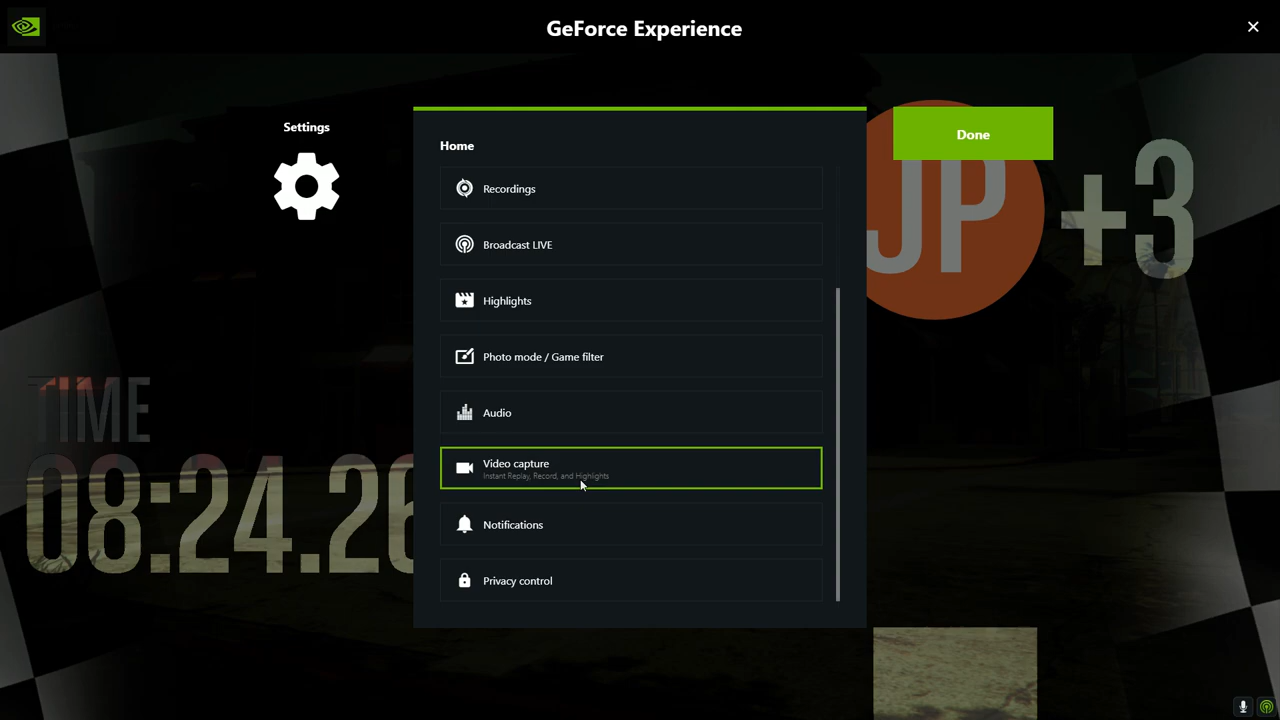 GeForce Experience
Settings
Done
Home
Recordings
Broadcast LIVE
Highlights
Photo mode / Game filter
Audio
Video capture
Instant Replay, Record, and Highlights
Notifications
Privacy control
JP +3
TIME
08:24.26